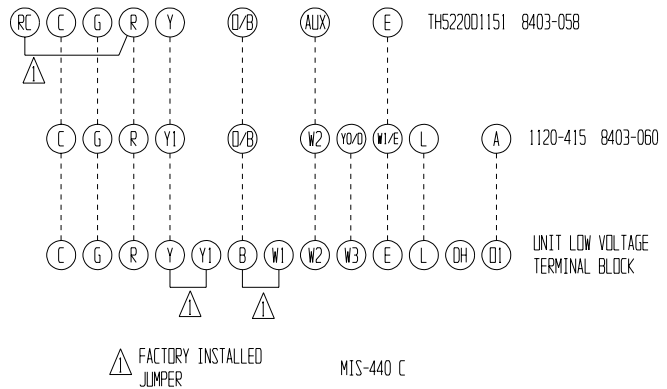 RC C G R Y O/B AUX E TH5220D1151 8403-058
1
C G R Y1 O/B W2 YO/D W1/E L A 1120-415 8403-060
C G R Y Y1 B W1 W2 W3 E L DH D1 UNIT LOW VOLTAGE
TERMINAL BLOCK
1 1
1 FACTORY INSTALLED
JUMPER
MIS-440 C